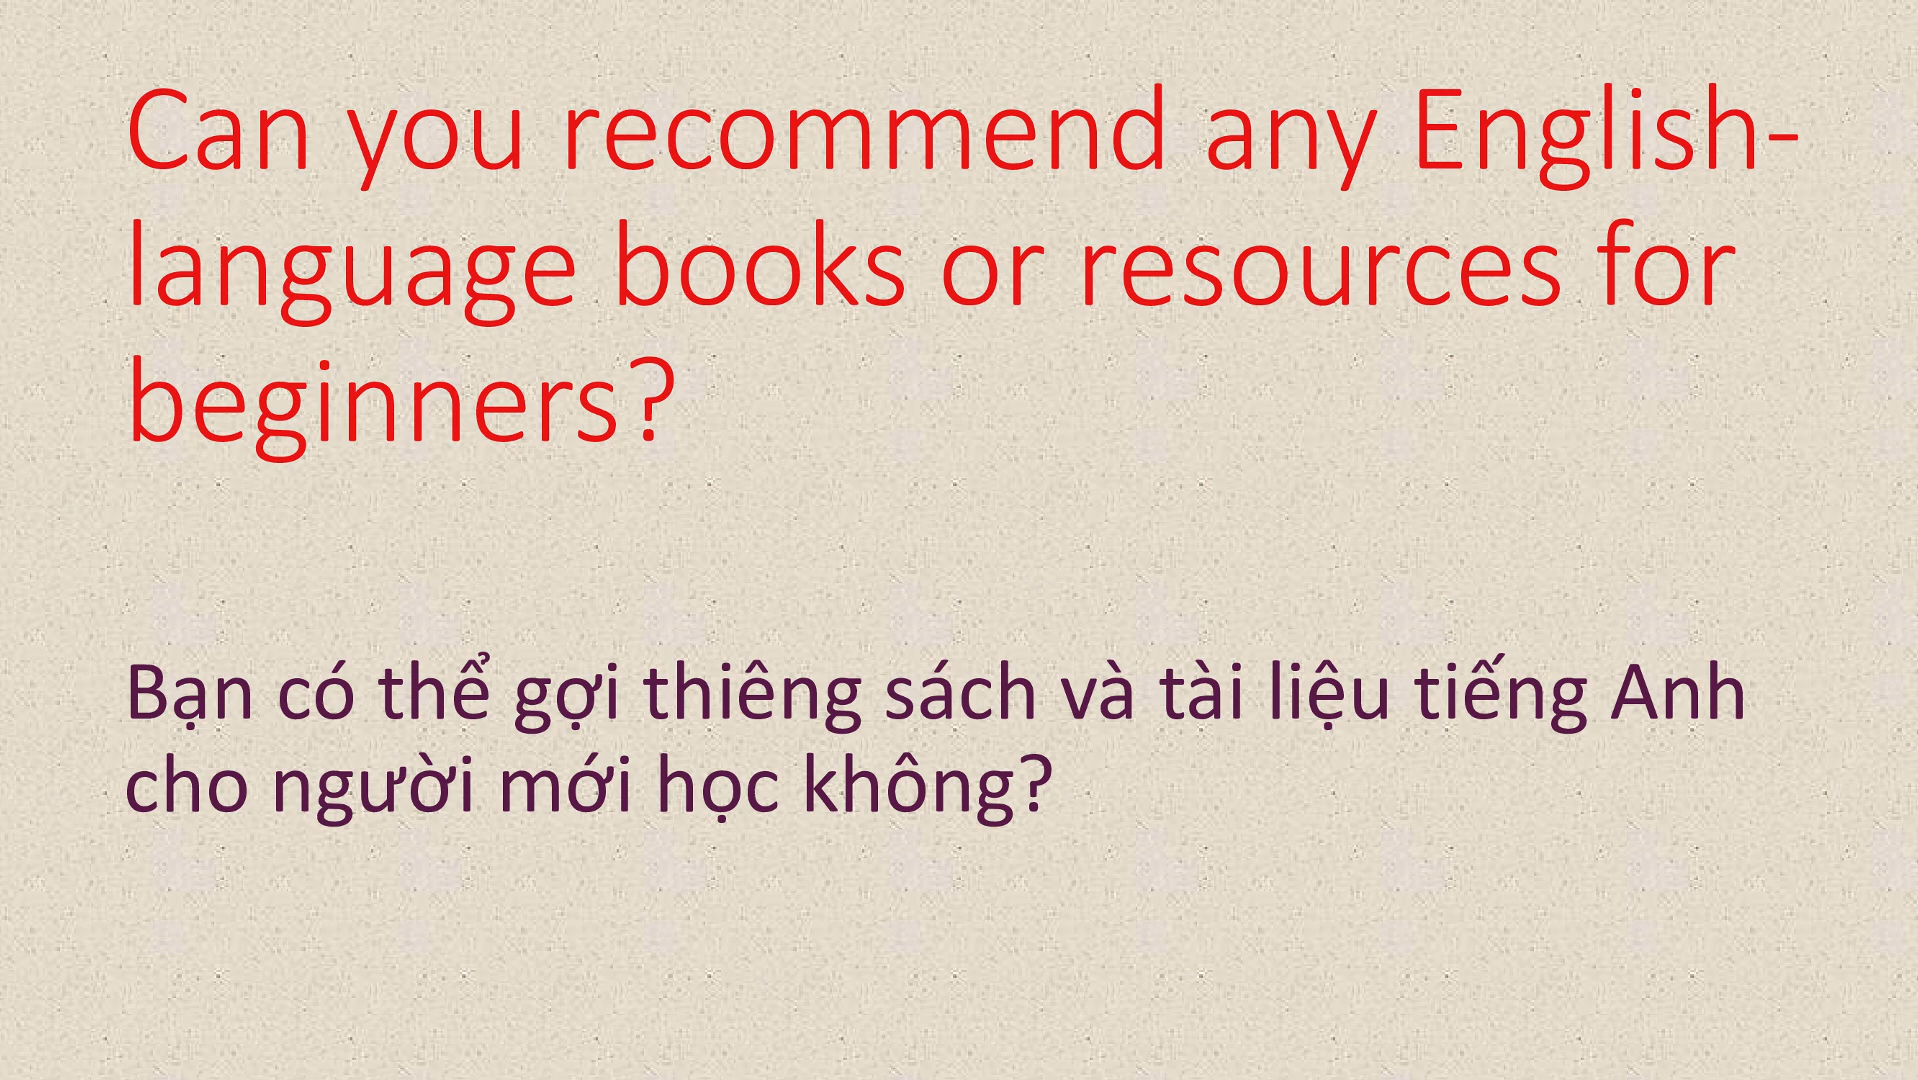 Can you recommend any English-
language books or resources for
beginners?
Bạn có thể gợi thiêng sách và tài liệu tiếng Anh
cho người mới học không?